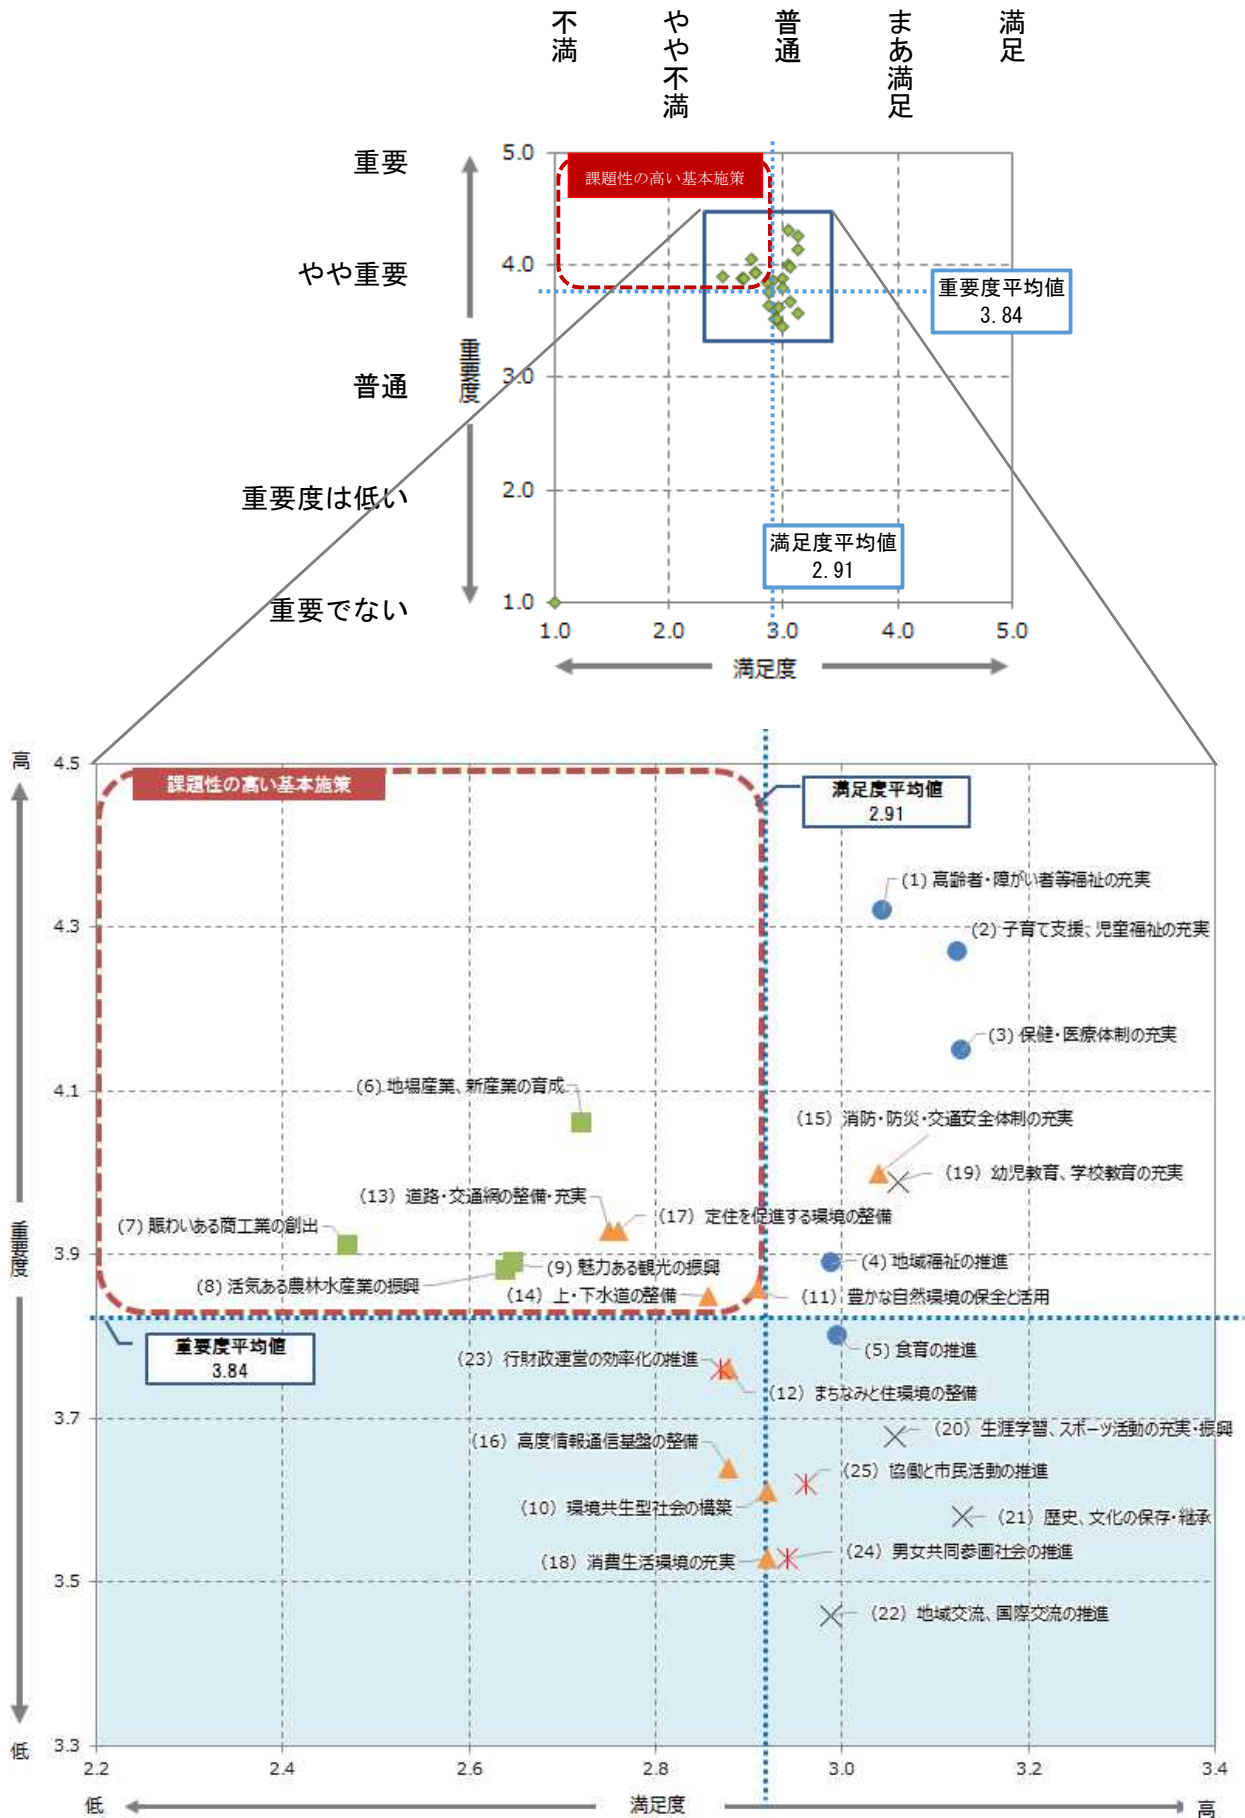 不満
やや不満
普通
まあ満足
満足
重要
やや重要
普通
重要度は低い
重要でない
重要度
5.0
4.0
3.0
2.0
1.0
課題性の高い基本施策
重要度平均値
3.84
満足度平均値
2.91
1.0
2.0
3.0
4.0
5.0
満足度
高
重要度
低
4.5
4.3
4.1
3.9
3.7
3.5
3.3
課題性の高い基本施策
満足度平均値
2.91
(1) 高齢者・障がい者等福祉の充実
(2) 子育て支援、児童福祉の充実
(3) 保健・医療体制の充実
(6) 地場産業、新産業の育成
(15) 消防・防災・交通安全体制の充実
(19) 幼児教育、学校教育の充実
(13) 道路・交通網の整備・充実
(17) 定住を促進する環境の整備
(7) 賑わいある商工業の創出
(4) 地域福祉の推進
(9) 魅力ある観光の振興
(8) 活気ある農林水産業の振興
(14) 上・下水道の整備
(11) 豊かな自然環境の保全と活用
重要度平均値
3.84
(5) 食育の推進
(23) 行財政運営の効率化の推進
(12) まちなみと住環境の整備
(20) 生涯学習、スポーツ活動の充実・振興
(16) 高度情報通信基盤の整備
(25) 協働と市民活動の推進
(10) 環境共生型社会の構築
(21) 歴史、文化の保存・継承
(24) 男女共同参画社会の推進
(18) 消費生活環境の充実
(22) 地域交流、国際交流の推進
2.2
2.4
2.6
2.8
3.0
3.2
3.4
低
満足度
高